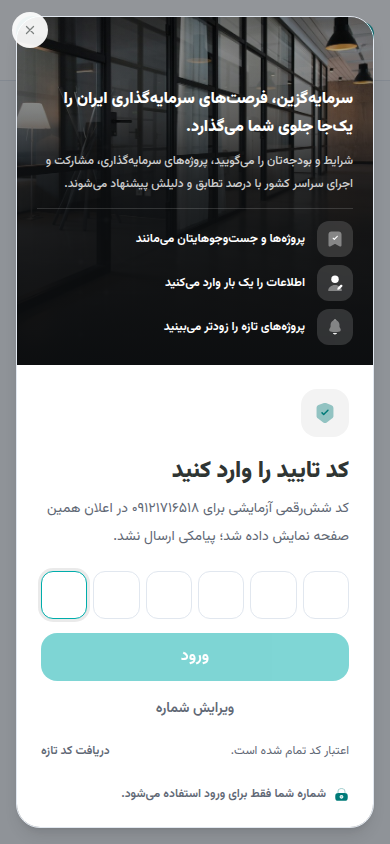 سرمایه‌گزین، فرصت‌های سرمایه‌گذاری ایران را
یک‌جا جلوی شما می‌گذارد.
شرایط و بودجه‌تان را می‌گویید، پروژه‌های سرمایه‌گذاری، مشارکت و
اجرای سراسر کشور با درصد تطابق و دلیلش پیشنهاد می‌شوند.
پروژه‌ها و جست‌وجوهایتان می‌مانند
اطلاعات را یک بار وارد می‌کنید
پروژه‌های تازه را زودتر می‌بینید
کد تایید را وارد کنید
کد شش‌رقمی آزمایشی برای ۰۹۱۲۱۷۱۶۵۱۸ در اعلان همین
صفحه نمایش داده شد؛ پیامکی ارسال نشد.
ورود
ویرایش شماره
اعتبار کد تمام شده است.
دریافت کد تازه
شماره شما فقط برای ورود استفاده می‌شود.